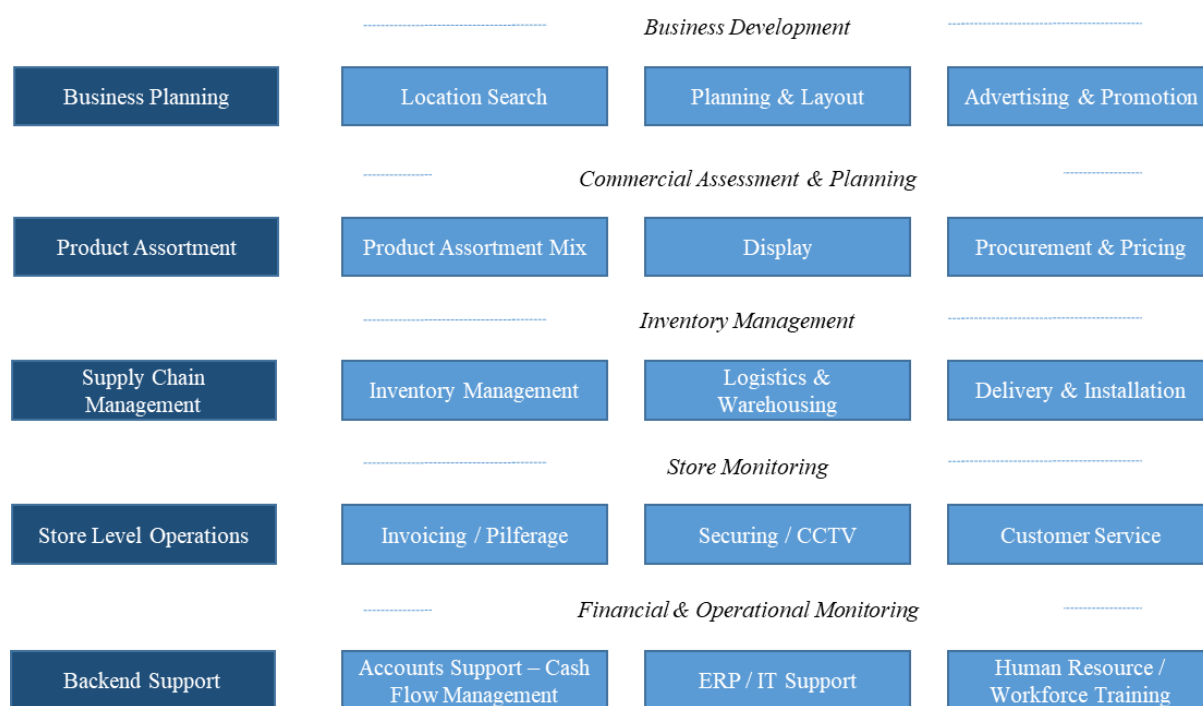 Business Development
Business Planning
Location Search
Planning & Layout
Advertising & Promotion
Commercial Assessment & Planning
Product Assortment
Product Assortment Mix
Display
Procurement & Pricing
Inventory Management
Supply Chain
Management
Inventory Management
Logistics &
Warehousing
Delivery & Installation
Store Monitoring
Store Level Operations
Invoicing / Pilferage
Securing / CCTV
Customer Service
Financial & Operational Monitoring
Backend Support
Accounts Support – Cash
Flow Management
ERP / IT Support
Human Resource /
Workforce Training